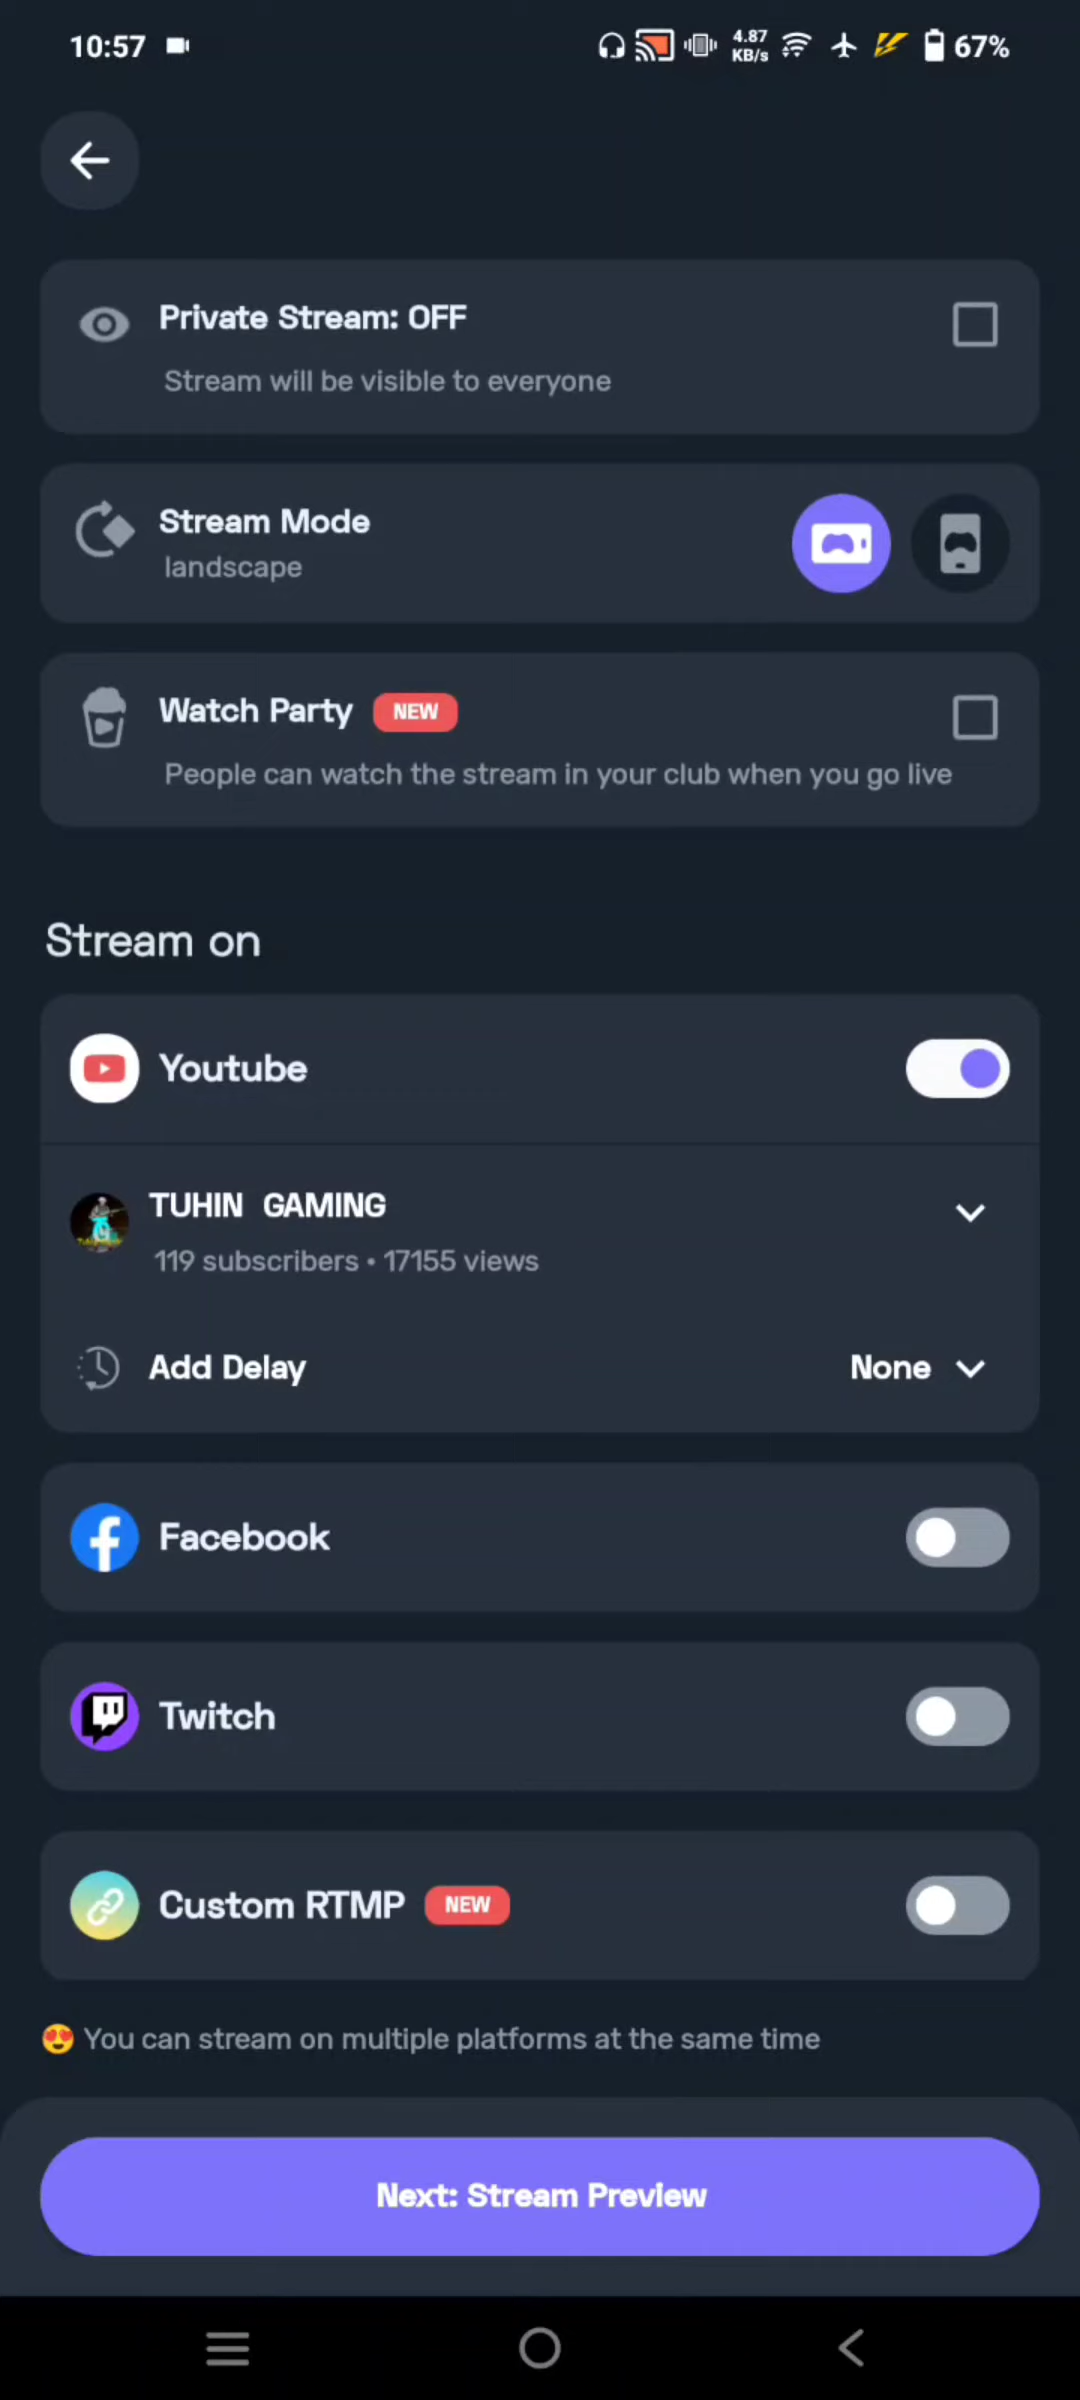 10:57
4.87
KB/s
67%
Private Stream: OFF
Stream will be visible to everyone
Stream Mode
landscape
Watch Party NEW
People can watch the stream in your club when you go live
Stream on
Youtube
TUHIN GAMING
119 subscribers • 17155 views
Add Delay None
Facebook
Twitch
Custom RTMP NEW
😍 You can stream on multiple platforms at the same time
Next: Stream Preview